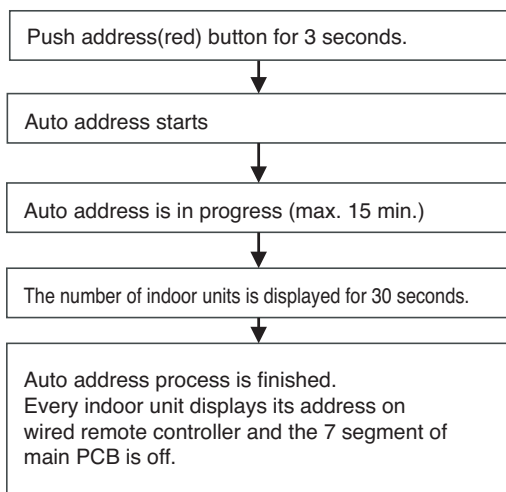 Push address(red) button for 3 seconds.
Auto address starts
Auto address is in progress (max. 15 min.)
The number of indoor units is displayed for 30 seconds.
Auto address process is finished.
Every indoor unit displays its address on
wired remote controller and the 7 segment of
main PCB is off.